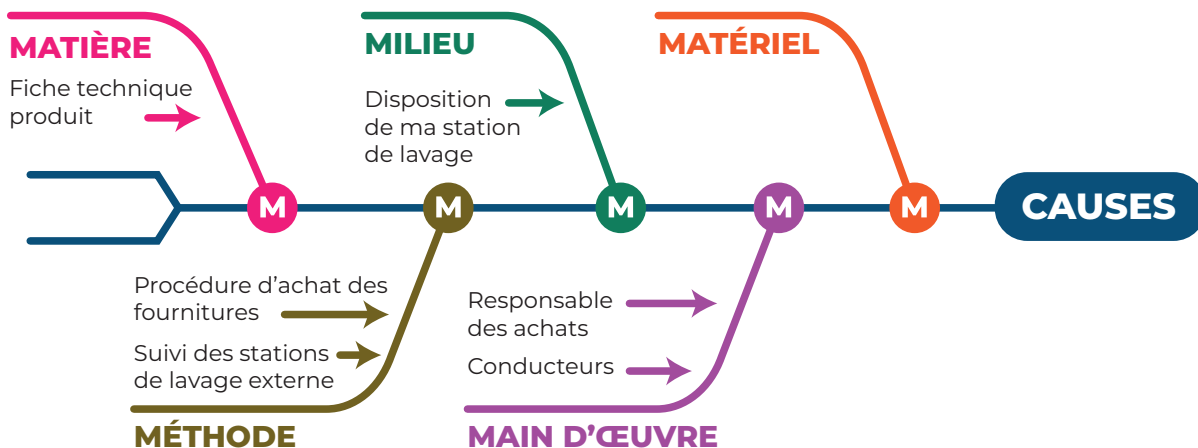 MATIÈRE
Fiche technique
produit
MILIEU
Disposition
de ma station
de lavage
MATÉRIEL
M
M
M
M
M
CAUSES
Procédure d’achat des
fournitures
Suivi des stations
de lavage externe
MÉTHODE
Responsable
des achats
Conducteurs
MAIN D’ŒUVRE